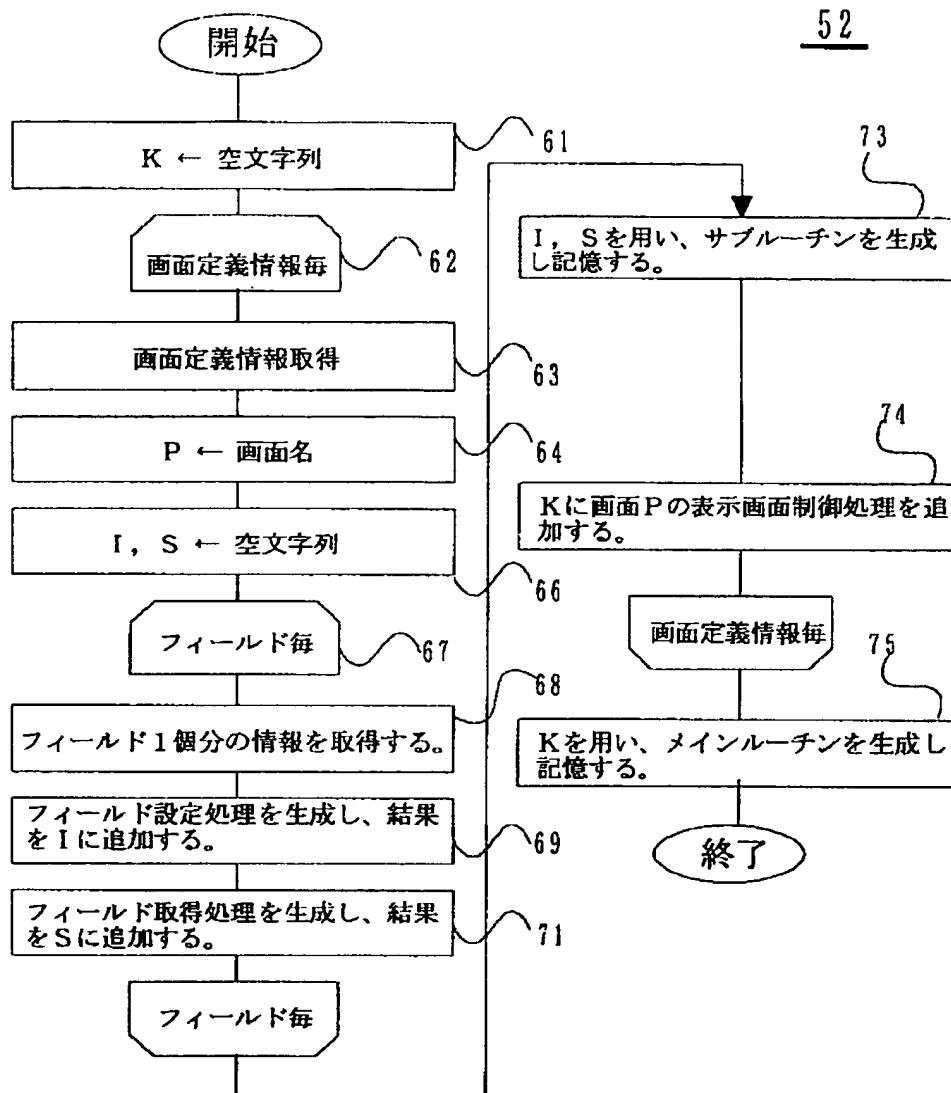 52
開始
K ← 空文字列
61
画面定義情報毎
62
画面定義情報取得
63
P ← 画面名
64
I, S ← 空文字列
66
フィールド毎
67
フィールド1個分の情報を取得する。
68
フィールド設定処理を生成し、結果
をIに追加する。
69
フィールド取得処理を生成し、結果
をSに追加する。
71
フィールド毎
73
I, Sを用い、サブルーチンを生成
し記憶する。
74
Kに画面Pの表示画面制御処理を追
加する。
画面定義情報毎
75
Kを用い、メインルーチンを生成し
記憶する。
終了